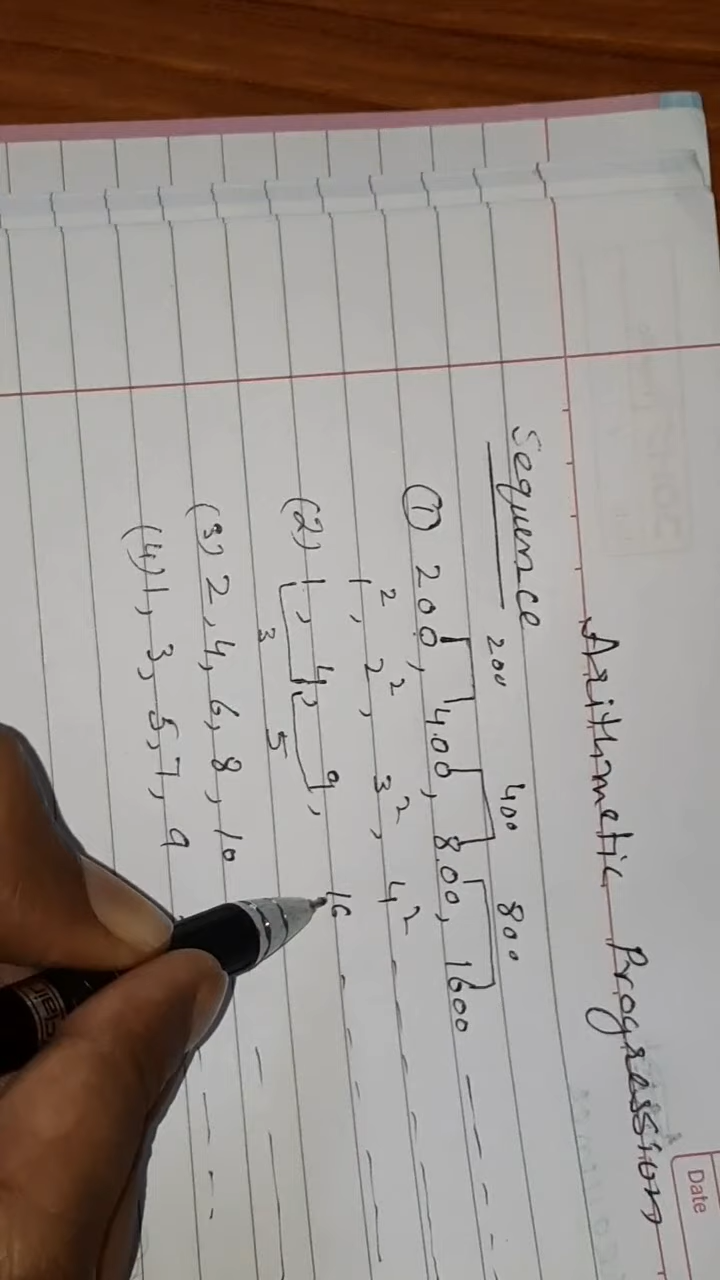 Arithmetic Progression
Date
Sequence
200 400 800
① 200, 400, 800, 1600 - - - -
1², 2², 3², 4² - - - -
(2) 1, 4, 9, 16 - - - -
3 5
(3) 2, 4, 6, 8, 10 - -
(4) 1, 3, 5, 7, 9 - - - -